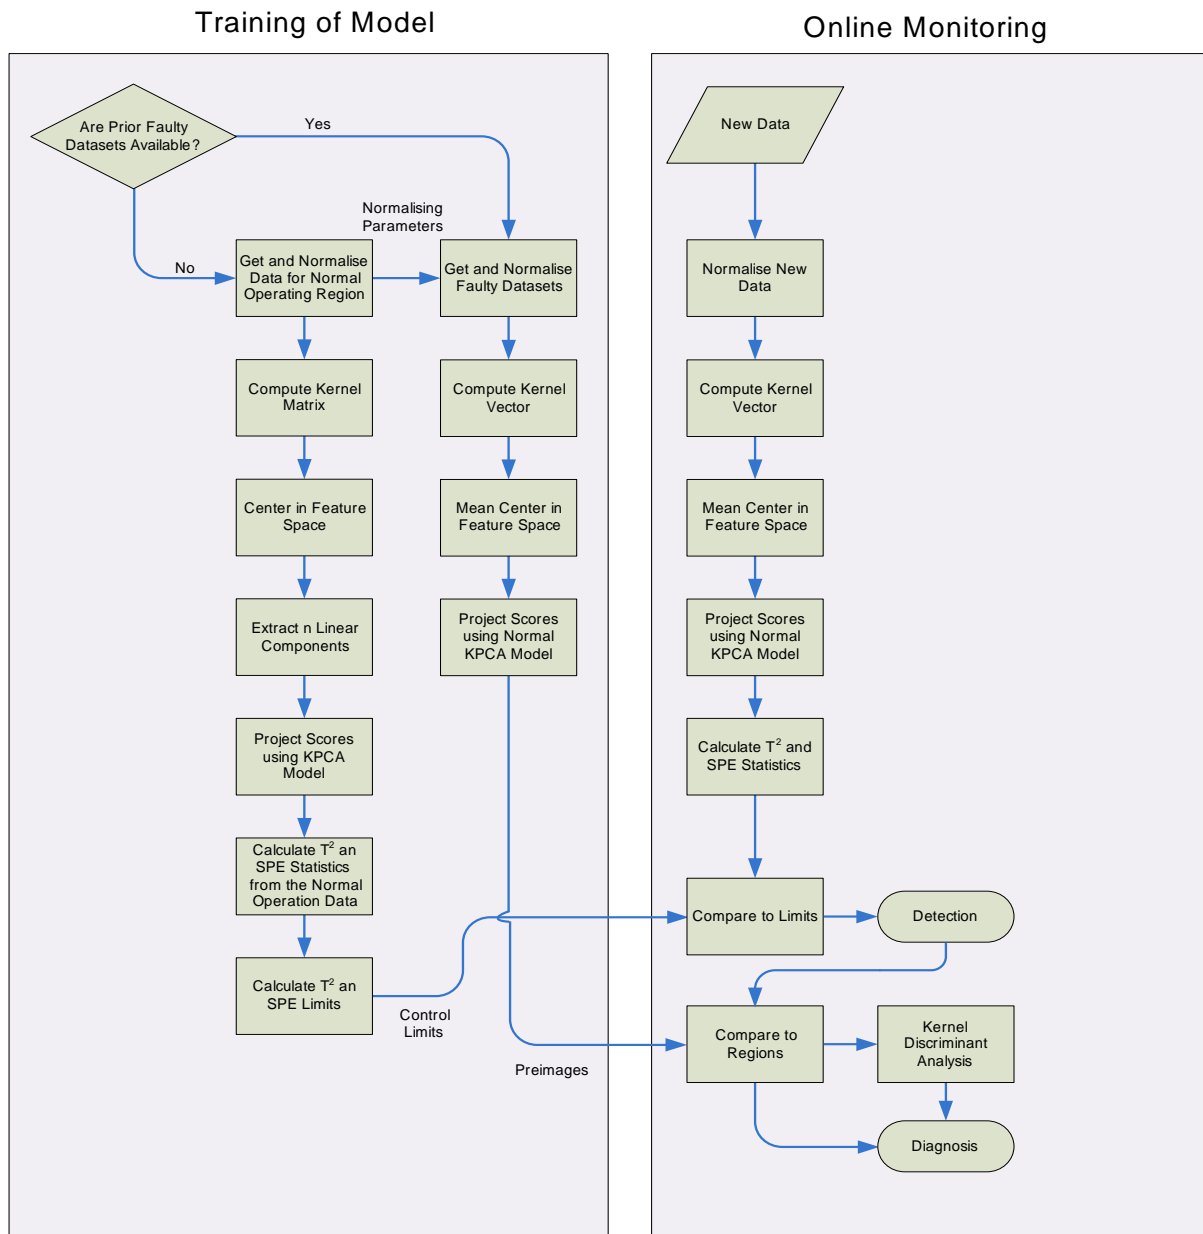 Training of Model
Online Monitoring
Are Prior Faulty
Datasets Available?
Yes
No
Normalising
Parameters
Get and Normalise
Data for Normal
Operating Region
Get and Normalise
Faulty Datasets
Compute Kernel
Matrix
Compute Kernel
Vector
Center in Feature
Space
Mean Center in
Feature Space
Extract n Linear
Components
Project Scores
using Normal
KPCA Model
Project Scores
using KPCA
Model
Calculate T² an
SPE Statistics
from the Normal
Operation Data
Calculate T² an
SPE Limits
Control
Limits
Preimages
New Data
Normalise New
Data
Compute Kernel
Vector
Mean Center in
Feature Space
Project Scores
using Normal
KPCA Model
Calculate T² and
SPE Statistics
Compare to Limits
Detection
Compare to
Regions
Kernel
Discriminant
Analysis
Diagnosis